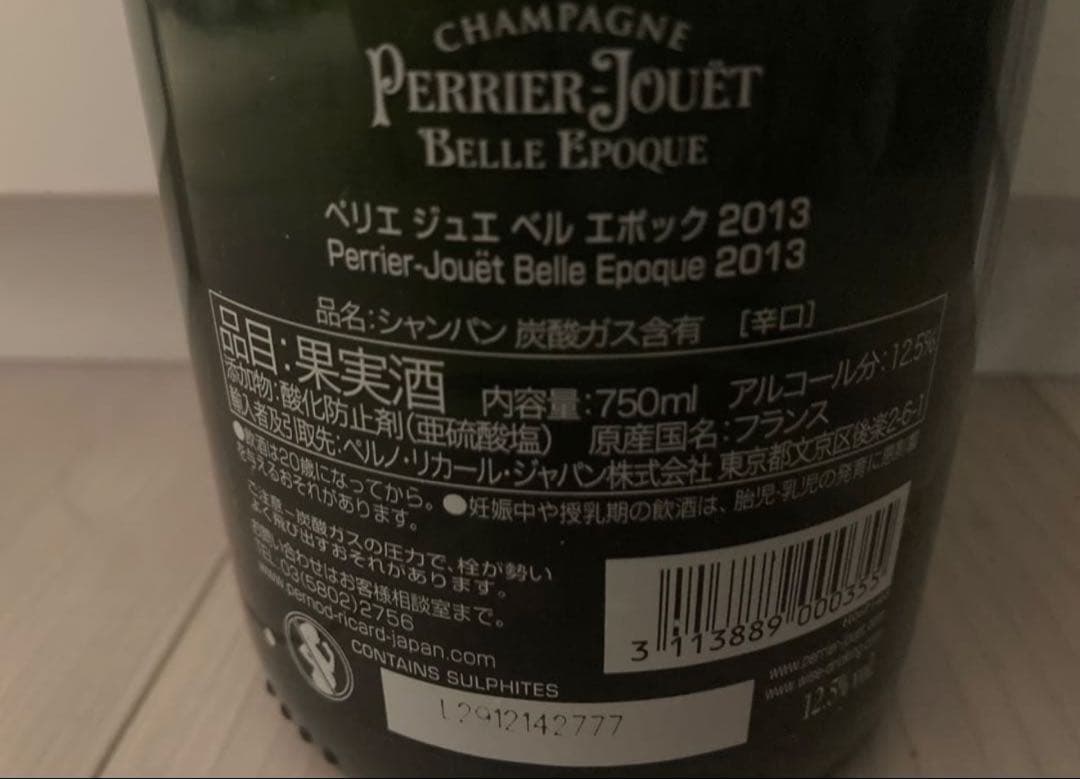 CHAMPAGNE
PERRIER-JOUËT
BELLE EPOQUE
ペリエ ジュエ ベル エポック 2013
Perrier-Jouët Belle Epoque 2013
品名:シャンパン 炭酸ガス含有 [辛口]
品目:果実酒 内容量:750ml アルコール分:12.5%
添加物:酸化防止剤(亜硫酸塩) 原産国名:フランス
輸入者及引取先:ペルノ・リカール・ジャパン株式会社 東京都文京区後楽2-6-1
●飲酒は20歳になってから。●妊娠中や授乳期の飲酒は、胎児・乳児の発育に悪影響
を与えるおそれがあります。
ご注意-炭酸ガスの圧力で、栓が勢い
よく飛び出すおそれがあります。
お問い合わせはお客様相談室まで。
TEL 03(5802)2756
www.pernod-ricard-japan.com
CONTAINS SULPHITES
3 113889 000355
L2912142777
12.5% Vol.